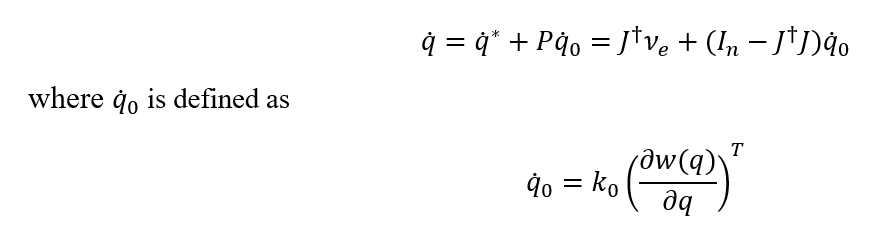 q̇ = q̇* + Pq̇₀ = J†νₑ + (Iₙ − J†J)q̇₀
where q̇₀ is defined as
q̇₀ = k₀ (∂w(q)/∂q)ᵀ